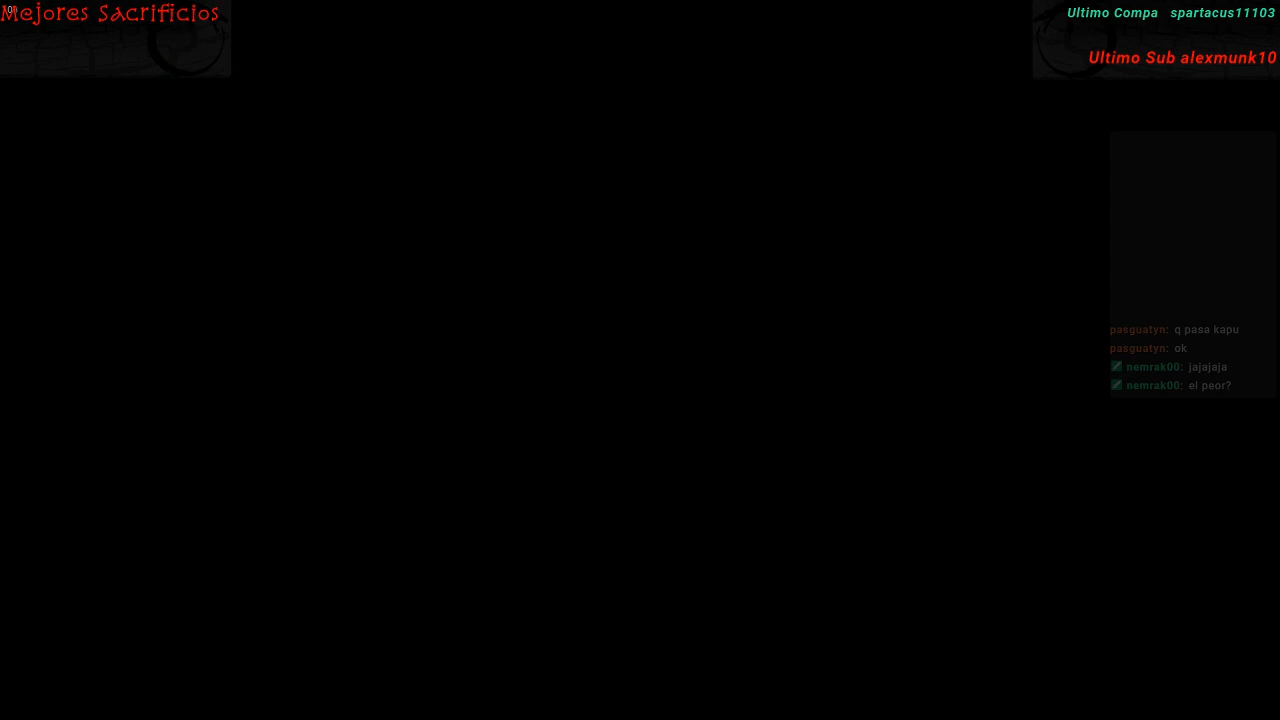 Mejores Sacrificios
Ultimo Compa spartacus11103
Ultimo Sub alexmunk10
pasguatyn: q pasa kapu
pasguatyn: ok
nemrak00: jajajaja
nemrak00: el peor?